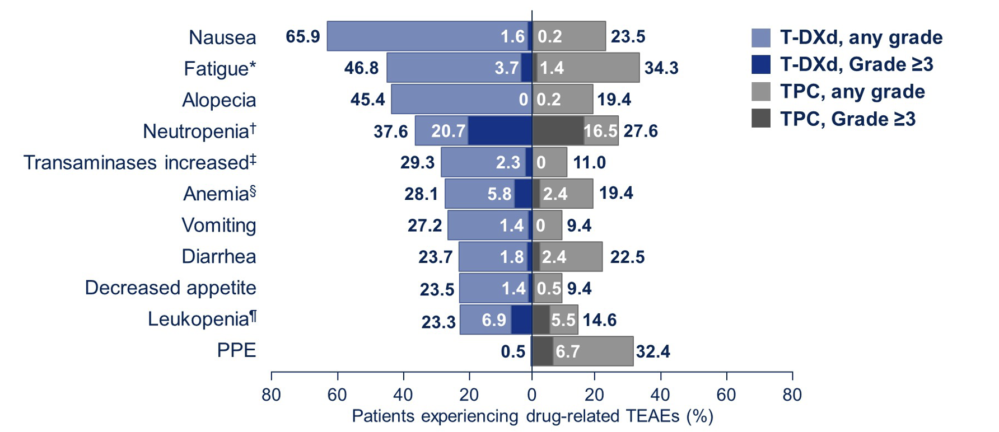 Nausea 65.9 1.6 0.2 23.5
Fatigue* 46.8 3.7 1.4 34.3
Alopecia 45.4 0 0.2 19.4
Neutropenia† 37.6 20.7 16.5 27.6
Transaminases increased‡ 29.3 2.3 0 11.0
Anemia§ 28.1 5.8 2.4 19.4
Vomiting 27.2 1.4 0 9.4
Diarrhea 23.7 1.8 2.4 22.5
Decreased appetite 23.5 1.4 0.5 9.4
Leukopenia¶ 23.3 6.9 5.5 14.6
PPE 0.5 6.7 32.4
80 60 40 20 0 20 40 60 80
Patients experiencing drug-related TEAEs (%)
T-DXd, any grade
T-DXd, Grade ≥3
TPC, any grade
TPC, Grade ≥3